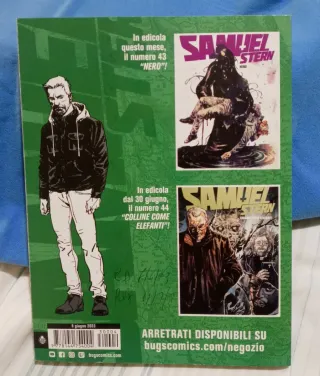 In edicola
questo mese,
il numero 43
"NERO"!
SAMUEL
STERN
In edicola
dal 30 giugno,
il numero 44
"COLLINE COME
ELEFANTI"!
SAMUEL
STERN
ARRETRATI DISPONIBILI SU
bugscomics.com/negozio
bugscomics.com